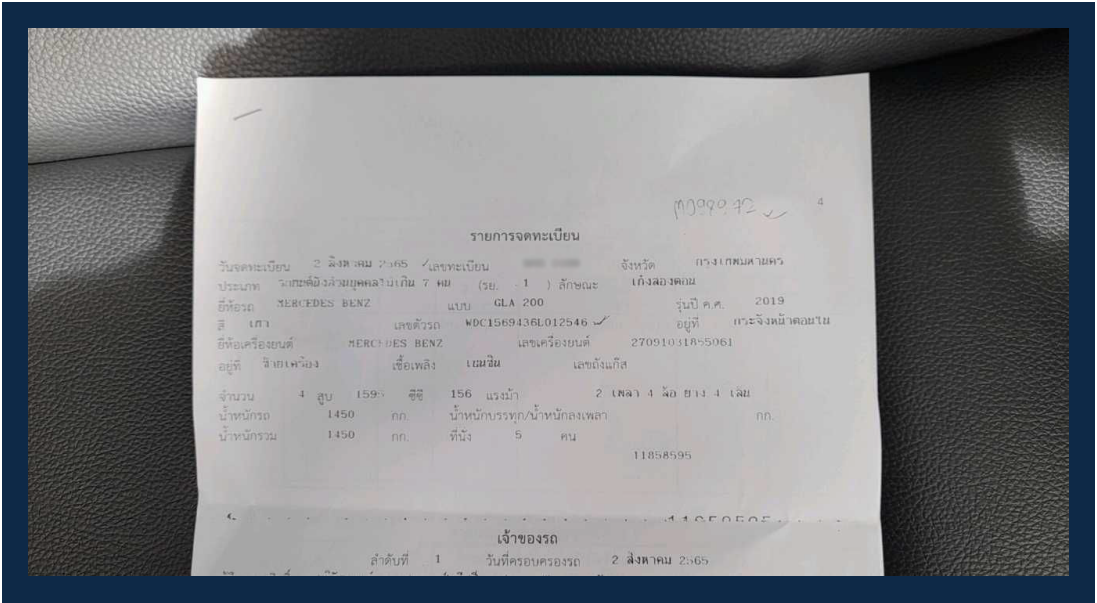 4
รายการจดทะเบียน
วันจดทะเบียน 2 สิงหาคม 2565 เลขทะเบียน จังหวัด กรุงเทพมหานคร
ประเภท รถยนต์นั่งส่วนบุคคลไม่เกิน 7 คน (รย. 1 ) ลักษณะ เก๋งสองตอน
ยี่ห้อรถ MERCEDES BENZ แบบ GLA 200 รุ่นปี ค.ศ. 2019
สี เทา เลขตัวรถ WDC1569436L012546 อยู่ที่ กระจังหน้าตอนใน
ยี่ห้อเครื่องยนต์ MERCEDES BENZ เลขเครื่องยนต์ 27091031855061
อยู่ที่ ซ้ายเครื่อง เชื้อเพลิง เบนซิน เลขถังแก๊ส
จำนวน 4 สูบ 1595 ซีซี 156 แรงม้า 2 เพลา 4 ล้อ ยาง 4 เส้น
น้ำหนักรถ 1450 กก. น้ำหนักบรรทุก/น้ำหนักลงเพลา กก.
น้ำหนักรวม 1450 กก. ที่นั่ง 5 คน
11858595
เจ้าของรถ
ลำดับที่ 1 วันที่ครอบครองรถ 2 สิงหาคม 2565